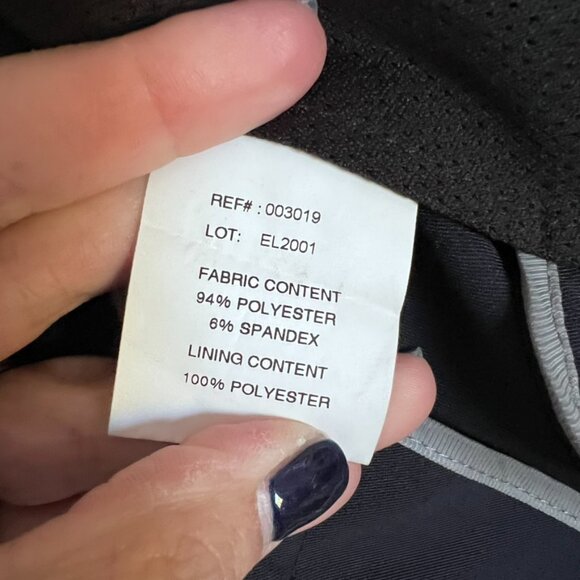 REF# : 003019
LOT: EL2001
FABRIC CONTENT
94% POLYESTER
6% SPANDEX
LINING CONTENT
100% POLYESTER